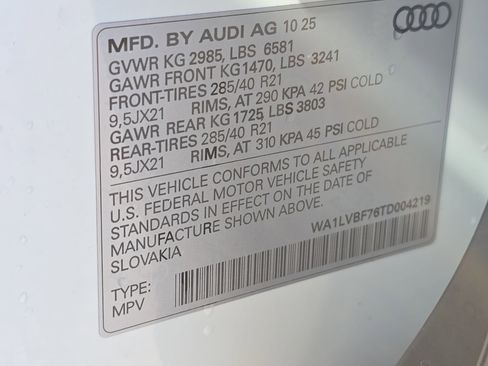 MFD. BY AUDI AG 10 25
GVWR KG 2985, LBS 6581
GAWR FRONT KG1470, LBS 3241
FRONT-TIRES 285/40 R21
9,5JX21 RIMS, AT 290 KPA 42 PSI COLD
GAWR REAR KG 1725, LBS 3803
REAR-TIRES 285/40 R21
9,5JX21 RIMS, AT 310 KPA 45 PSI COLD
THIS VEHICLE CONFORMS TO ALL APPLICABLE
U.S. FEDERAL MOTOR VEHICLE SAFETY
STANDARDS IN EFFECT ON THE DATE OF
MANUFACTURE SHOWN ABOVE.
SLOVAKIA
WA1LVBF76TD004219
TYPE:
MPV